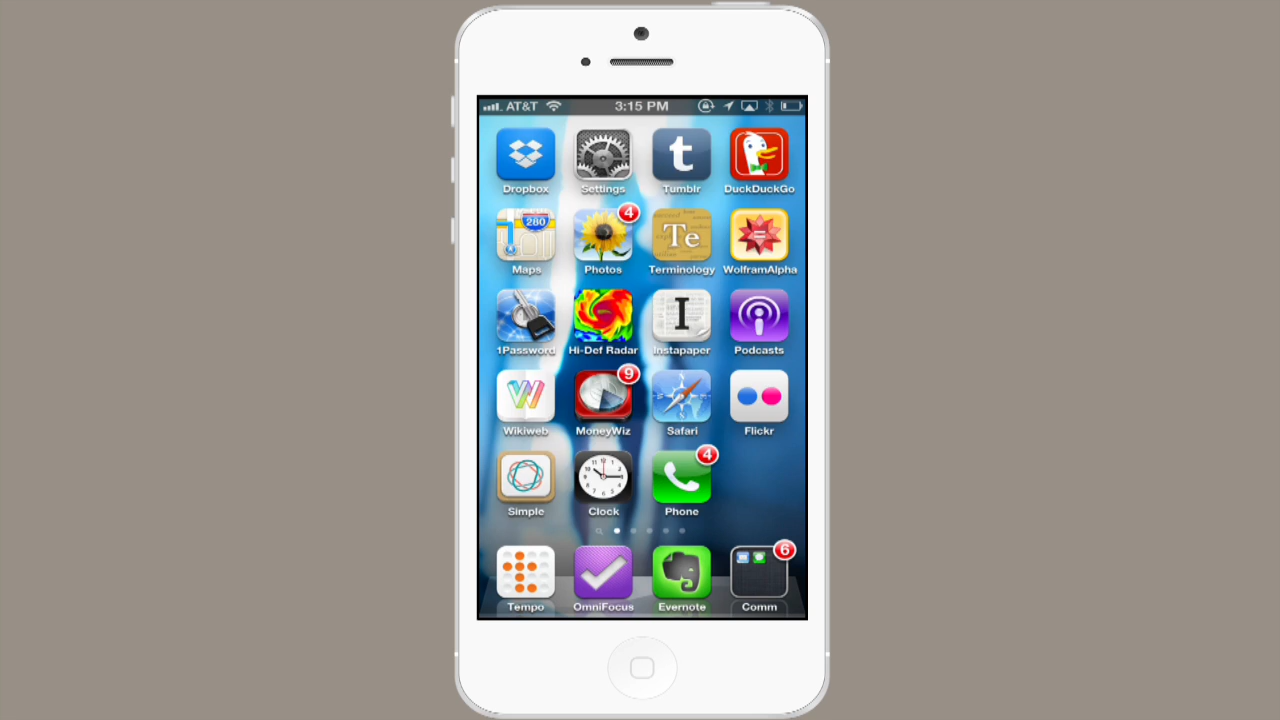 AT&T 3:15 PM
Dropbox Settings Tumblr DuckDuckGo
t
280 4 Te =
Maps Photos Terminology WolframAlpha
I
1Password Hi-Def Radar Instapaper Podcasts
W 9
Wikiweb MoneyWiz Safari Flickr
4
Simple Clock Phone
6
Tempo OmniFocus Evernote Comm